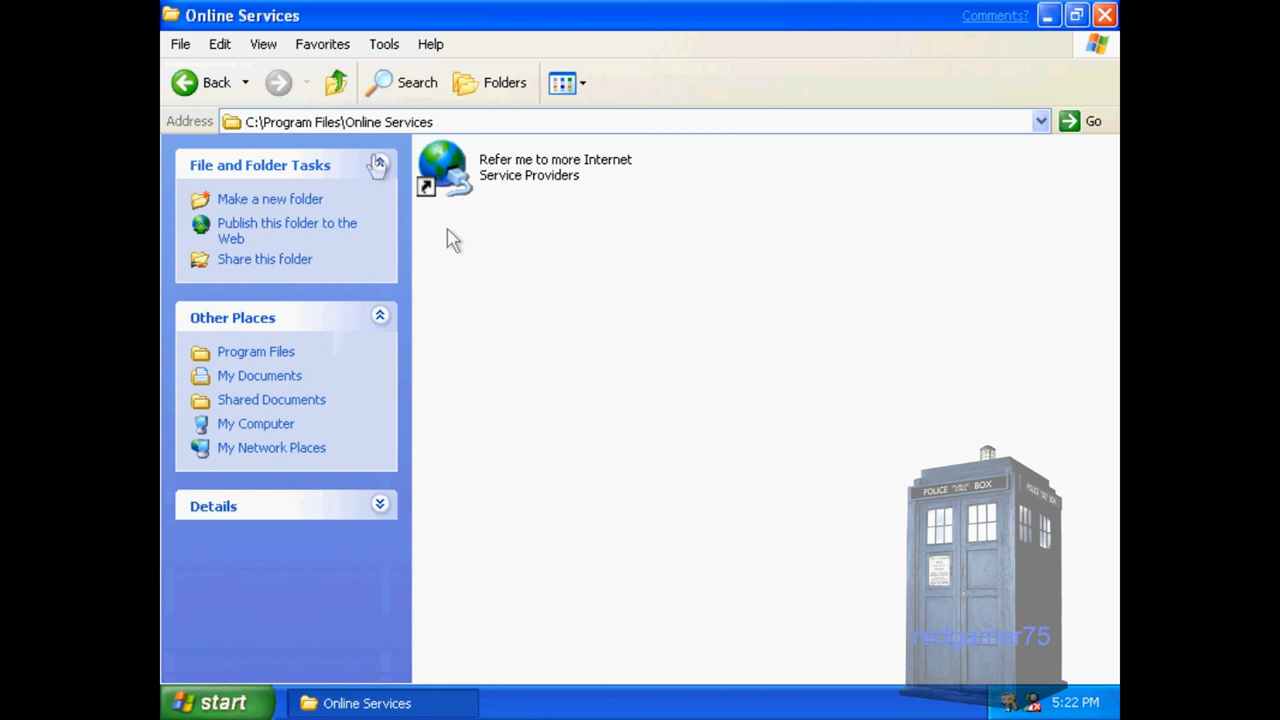 Online Services
Comments?
File Edit View Favorites Tools Help
Back Search Folders
Address C:\Program Files\Online Services Go
File and Folder Tasks
Make a new folder
Publish this folder to the
Web
Share this folder
Other Places
Program Files
My Documents
Shared Documents
My Computer
My Network Places
Details
Refer me to more Internet
Service Providers
POLICE PUBLIC CALL BOX
redgamer75
start Online Services 5:22 PM